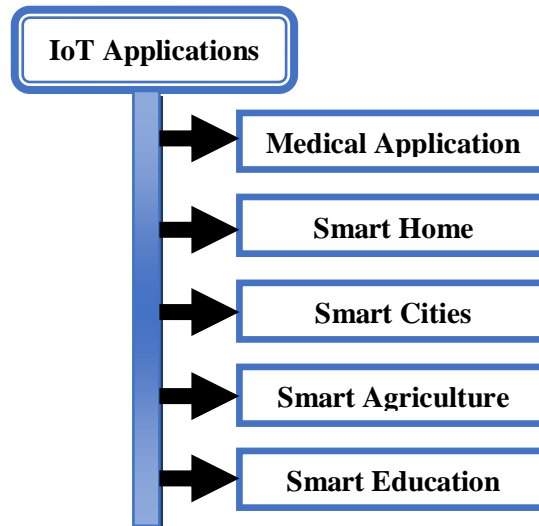 IoT Applications
Medical Application
Smart Home
Smart Cities
Smart Agriculture
Smart Education